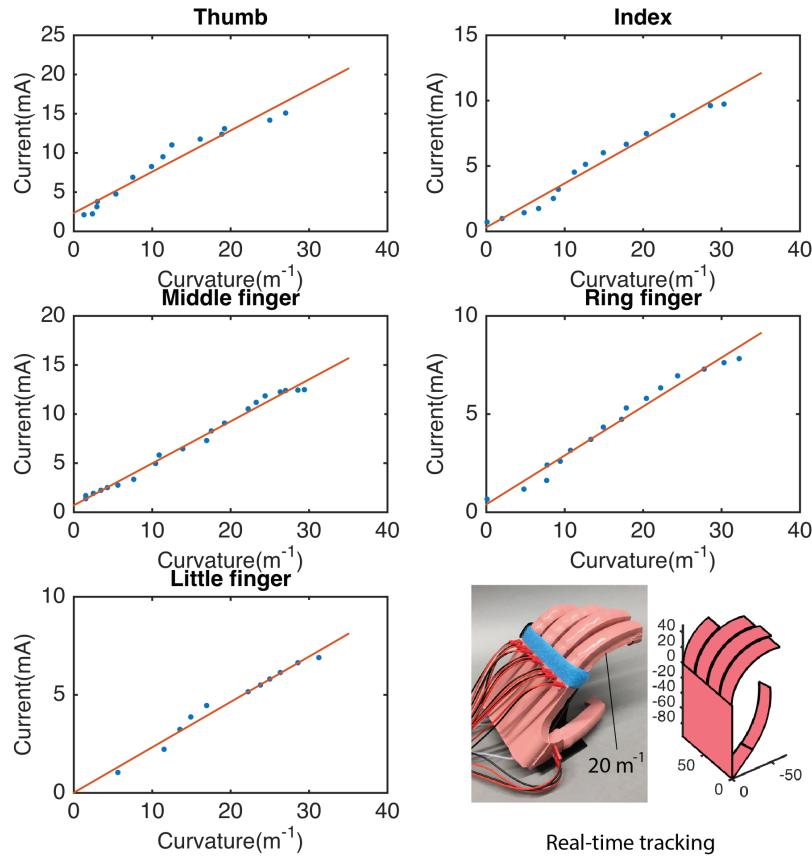 Thumb
25
20
15
10
5
0
Current(mA)
0 10 20 30 40
Curvature(m⁻¹)
Index
15
10
5
0
Current(mA)
0 10 20 30 40
Curvature(m⁻¹)
Middle finger
20
15
10
5
0
Current(mA)
0 10 20 30 40
Curvature(m⁻¹)
Ring finger
10
5
0
Current(mA)
0 10 20 30 40
Curvature(m⁻¹)
Little finger
10
5
0
Current(mA)
0 10 20 30 40
Curvature(m⁻¹)
20 m⁻¹
40
20
0
-20
-40
-60
-80
50
0
0
-50
Real-time tracking